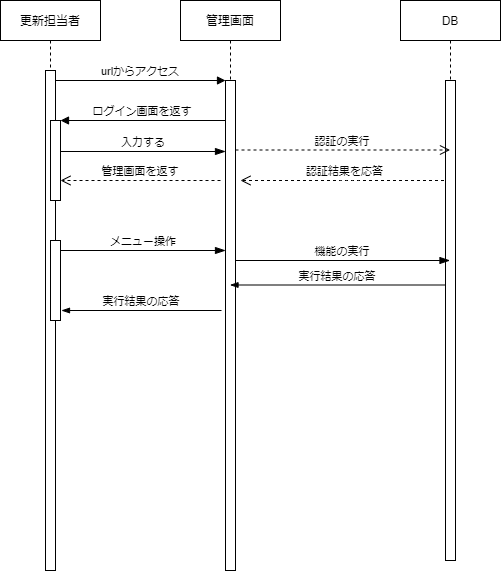 更新担当者
管理画面
DB
urlからアクセス
ログイン画面を返す
入力する
認証の実行
管理画面を返す
認証結果を応答
メニュー操作
機能の実行
実行結果の応答
実行結果の応答